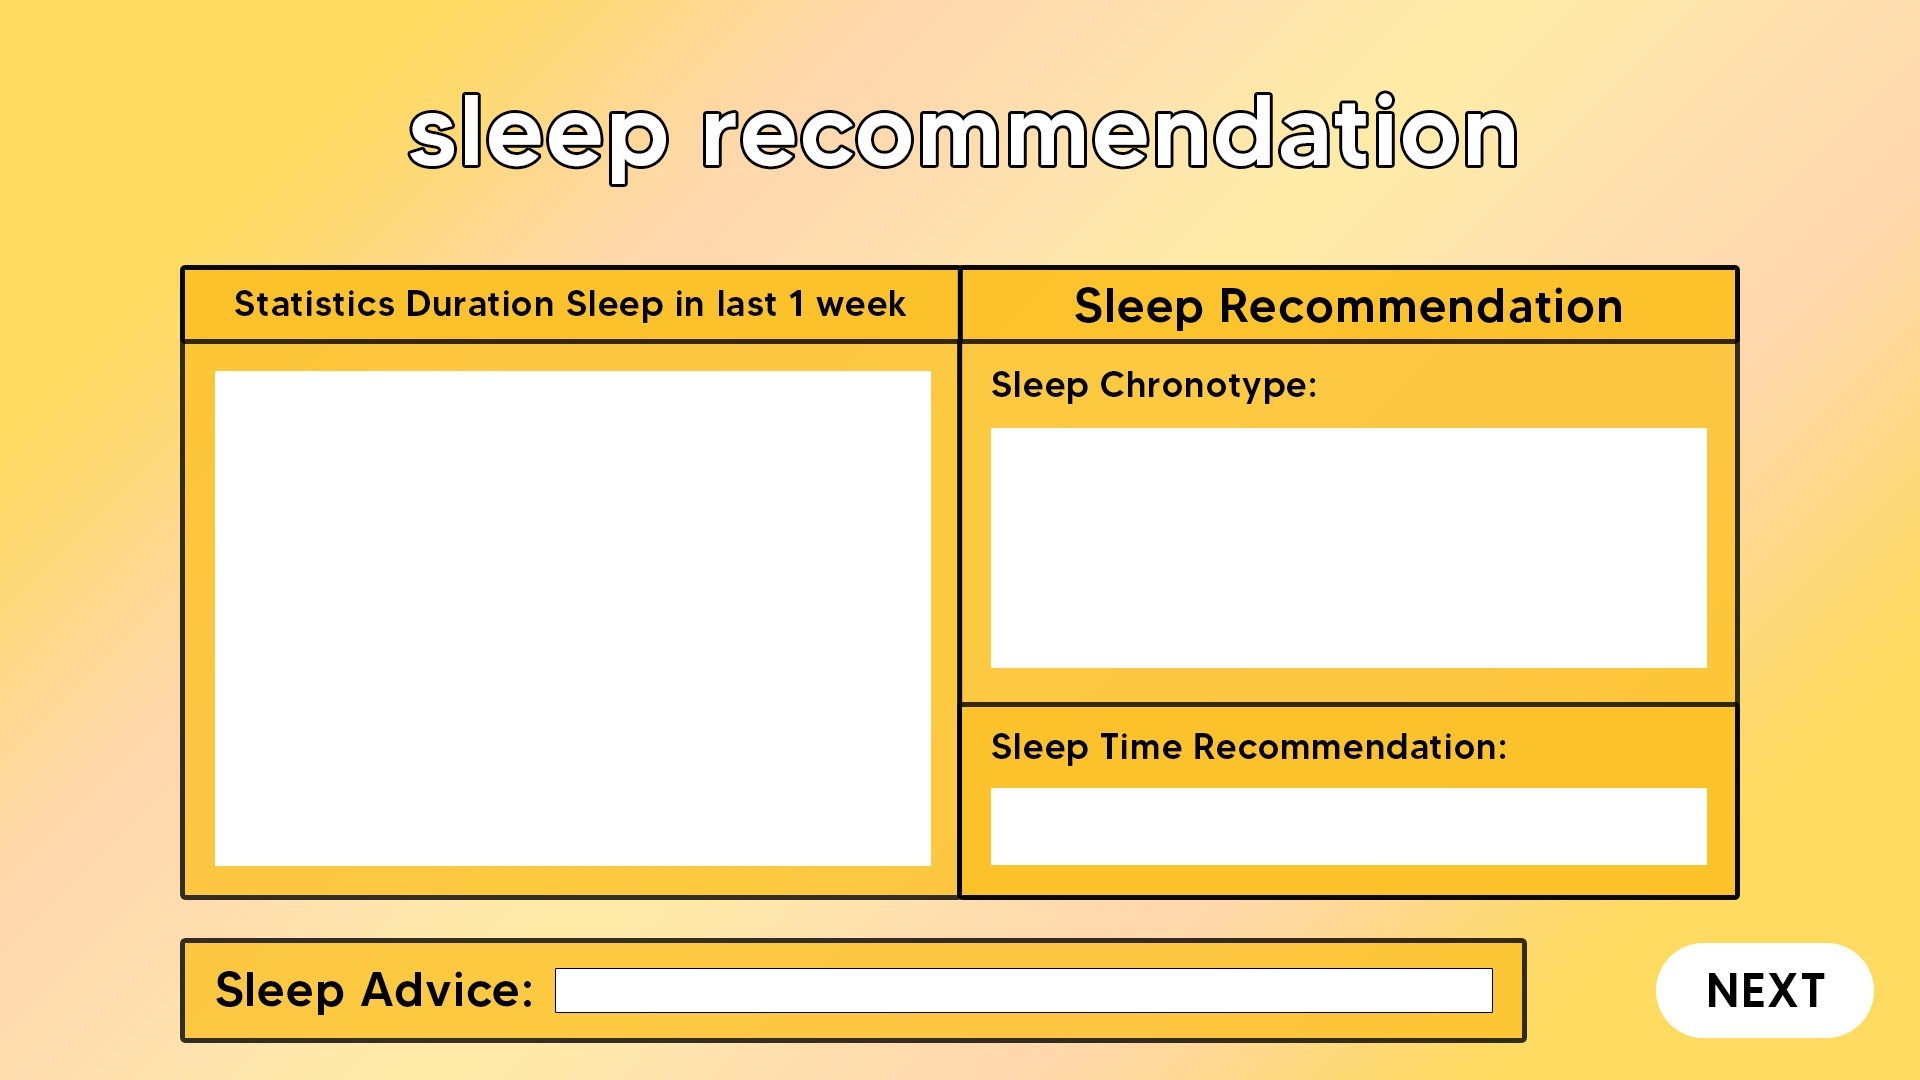 sleep recommendation
Statistics Duration Sleep in last 1 week
Sleep Recommendation
Sleep Chronotype:
Sleep Time Recommendation:
Sleep Advice:
NEXT